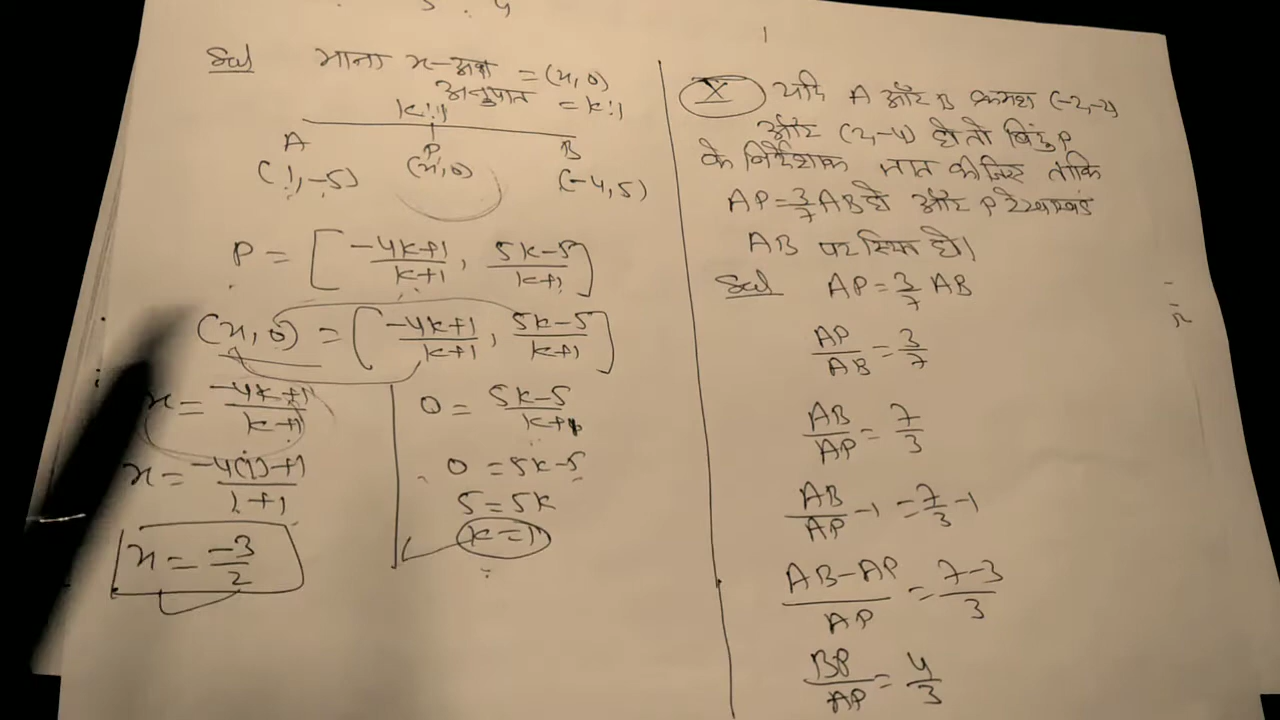 Sol माना x-अक्ष = (x, 0)
अनुपात = k:1
k:1
A P B
(1, -5) (x, 0) (-4, 5)
P = [ -4k+1/k+1 , 5k-5/k+1 ]
(x, 0) = [ -4k+1/k+1 , 5k-5/k+1 ]
x = -4k+1/k+1
x = -4(1)+1/1+1
x = -3/2
0 = 5k-5/k+1
0 = 5k-5
5 = 5k
k=1
X यदि A और B क्रमश (-2,-2)
और (2,-4) हो तो बिंदु P
के निर्देशांक ज्ञात कीजिए ताकि
AP = 3/7 AB हो और P रेखाखंड
AB पर स्थित हो।
Sol AP = 3/7 AB
AP/AB = 3/7
AB/AP = 7/3
AB/AP - 1 = 7/3 - 1
AB-AP/AP = 7-3/3
BP/AP = 4/3